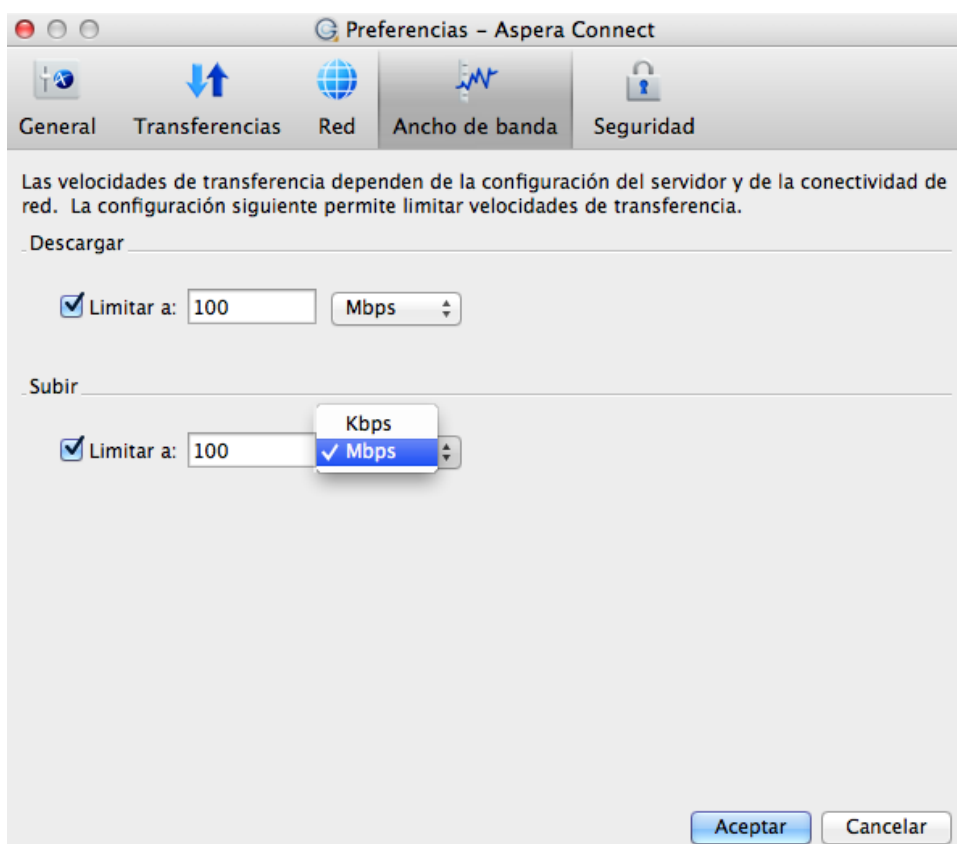 Preferencias – Aspera Connect
General Transferencias Red Ancho de banda Seguridad
Las velocidades de transferencia dependen de la configuración del servidor y de la conectividad de
red. La configuración siguiente permite limitar velocidades de transferencia.
Descargar
Limitar a: 100 Mbps
Subir
Kbps
Limitar a: 100 ✓ Mbps
Aceptar Cancelar